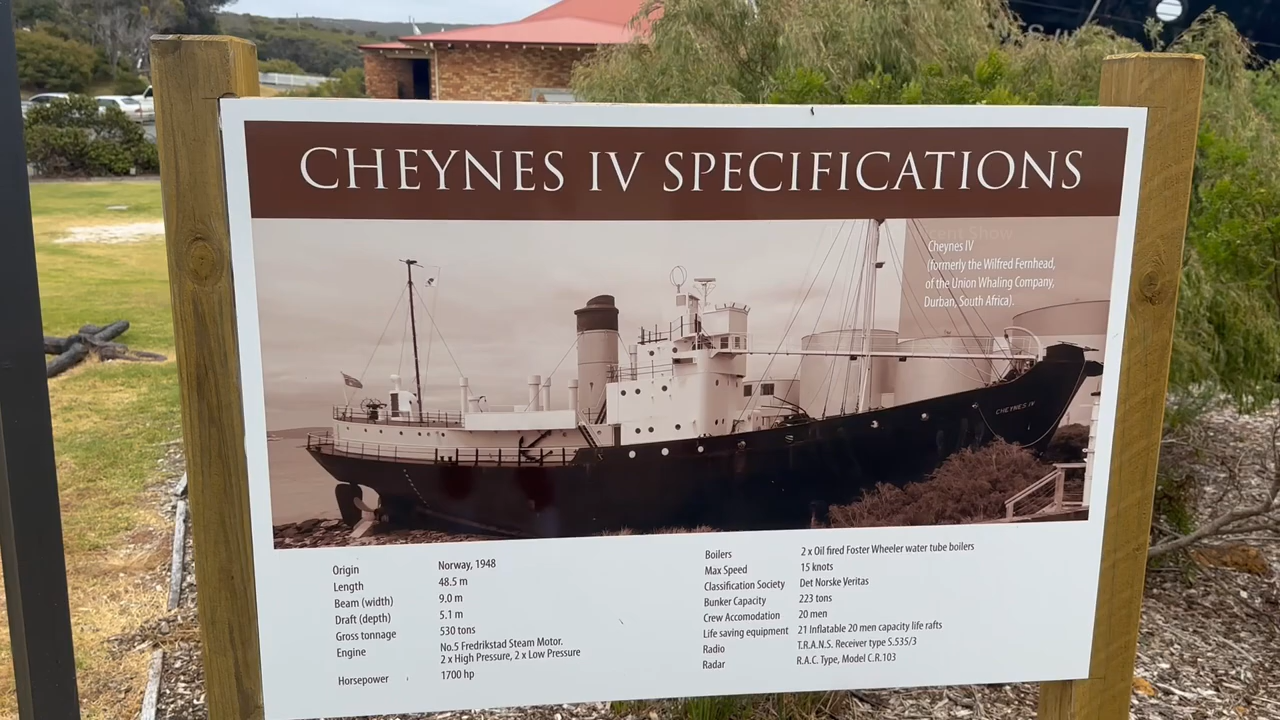 CHEYNES IV SPECIFICATIONS
Cheynes IV
(formerly the Wilfred Fernhead,
of the Union Whaling Company,
Durban, South Africa).
CHEYNES IV
Origin Norway, 1948
Length 48.5 m
Beam (width) 9.0 m
Draft (depth) 5.1 m
Gross tonnage 530 tons
Engine No.5 Fredrikstad Steam Motor.
2 x High Pressure, 2 x Low Pressure
Horsepower 1700 hp
Boilers 2 x Oil fired Foster Wheeler water tube boilers
Max Speed 15 knots
Classification Society Det Norske Veritas
Bunker Capacity 223 tons
Crew Accomodation 20 men
Life saving equipment 21 Inflatable 20 men capacity life rafts
Radio T.R.A.N.S. Receiver type S.535/3
Radar R.A.C. Type, Model C.R.103